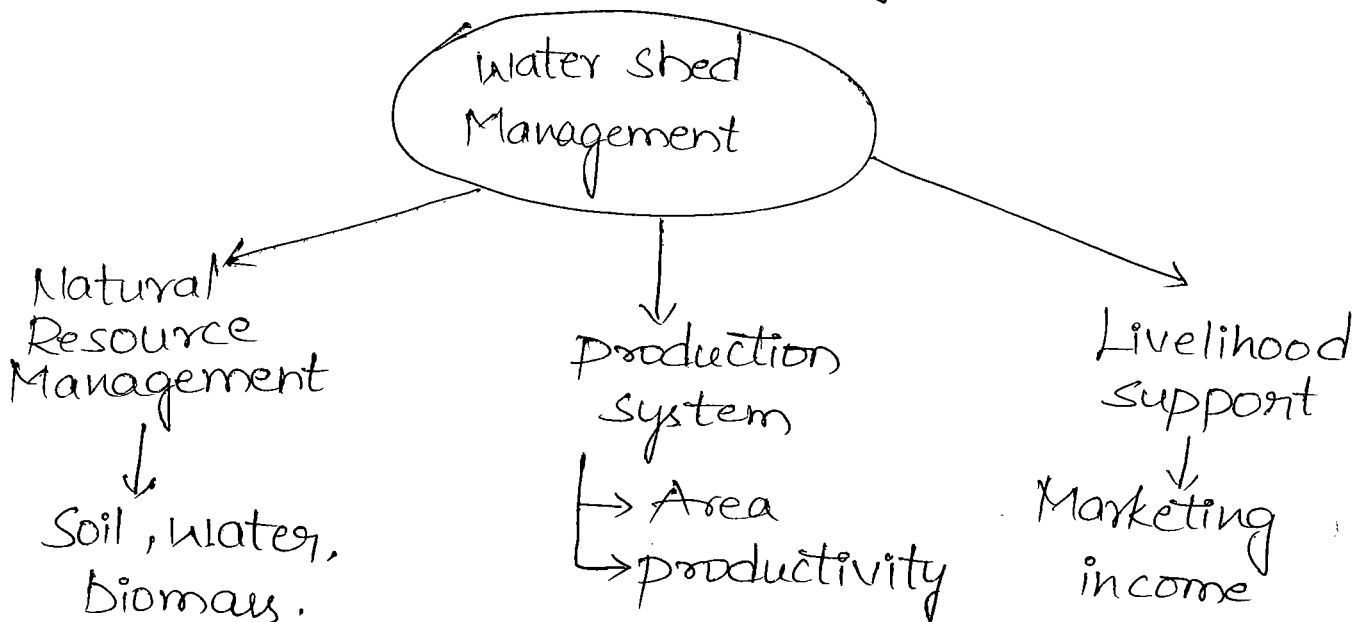 Water shed
Management
Natural
Resource
Management
Soil, Water,
biomass.
production
system
Area
productivity
Livelihood
support
Marketing
income